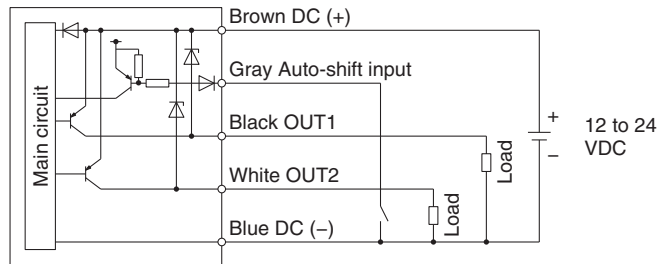 Brown DC (+)
Gray Auto-shift input
Black OUT1
White OUT2
Blue DC (−)
Main circuit
Load
Load
+
−
12 to 24
VDC